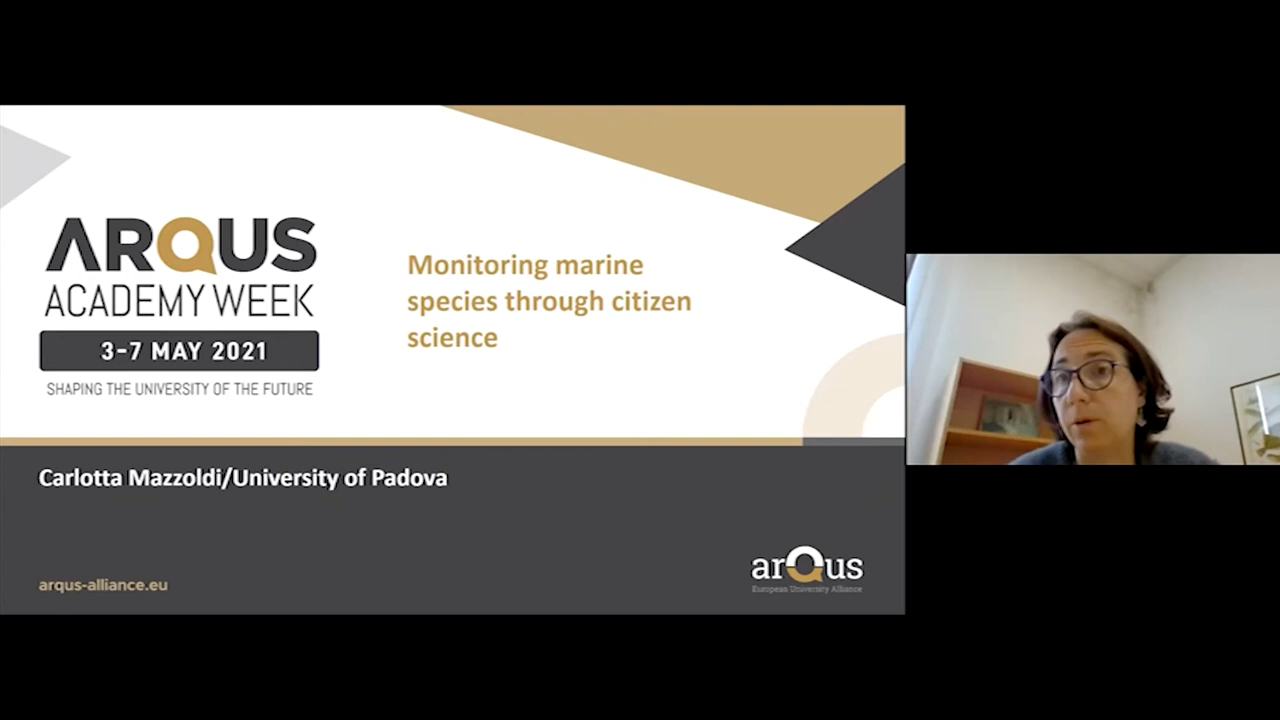 ARQUS
ACADEMY WEEK
3-7 MAY 2021
SHAPING THE UNIVERSITY OF THE FUTURE
Monitoring marine
species through citizen
science
Carlotta Mazzoldi/University of Padova
arqus-alliance.eu
arQus
European University Alliance